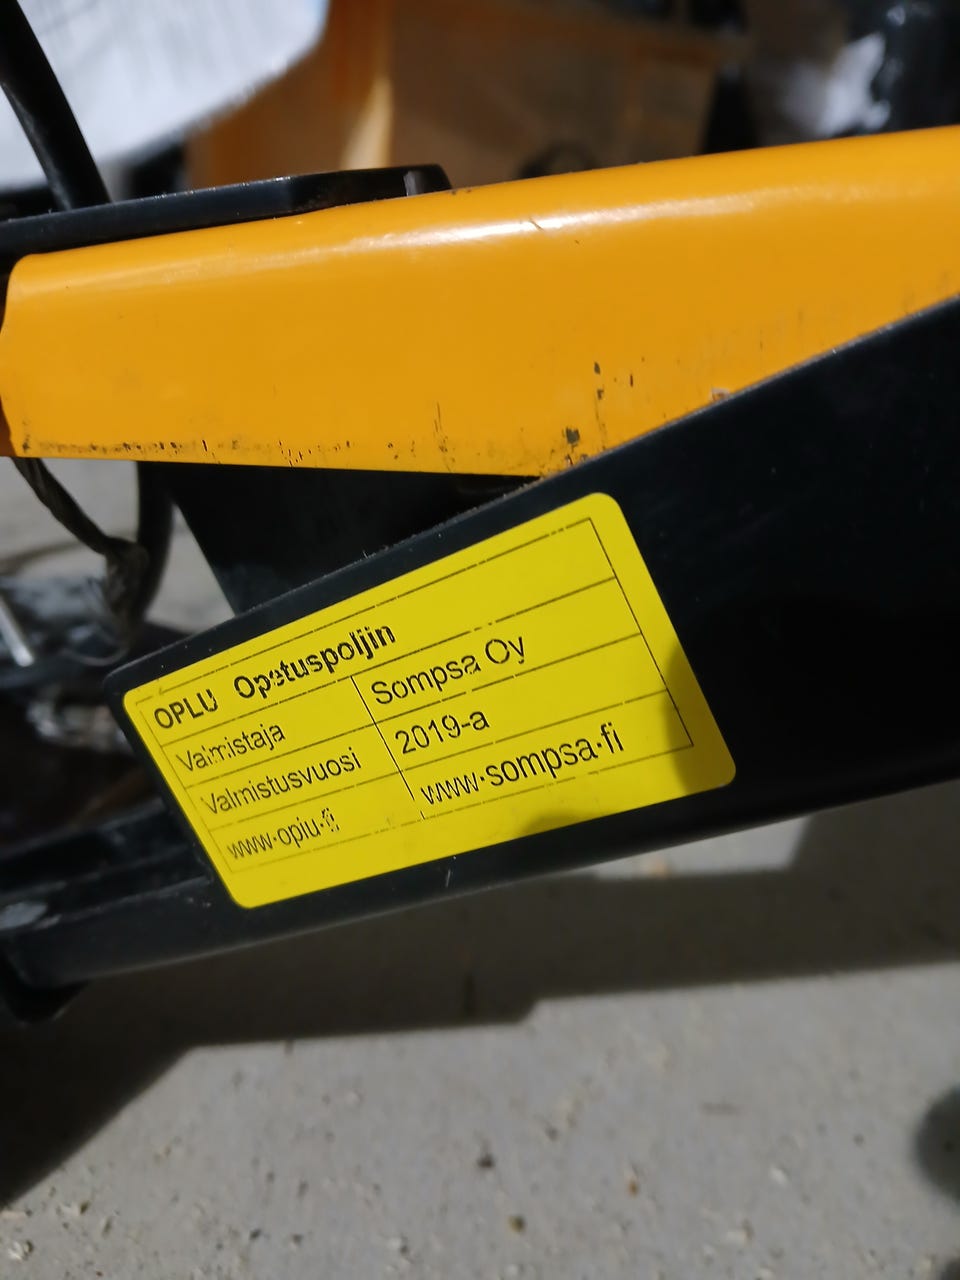 OPLU Opetuspoljin
Valmistaja Sompsa Oy
Valmistusvuosi 2019-a
www.oplu.fi www.sompsa.fi